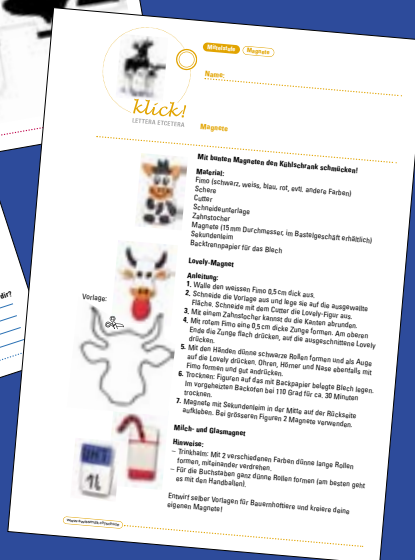 Mittelstufe Magnete
Name:
klick!
LETTERA ETCETERA
Magnete
Mit bunten Magneten den Kühlschrank schmücken!
Material:
Fimo (schwarz, weiss, blau, rot, evtl. andere Farben)
Schere
Cutter
Schneideunterlage
Zahnstocher
Magnete (15 mm Durchmesser, im Bastelgeschäft erhältlich)
Sekundenleim
Backtrennpapier für das Blech
Lovely-Magnet
Anleitung:
1. Walle den weissen Fimo 0,5 cm dick aus.
2. Schneide die Vorlage aus und lege sie auf die ausgewallte
Fläche. Schneide mit dem Cutter die Lovely-Figur aus.
3. Mit einem Zahnstocher kannst du die Kanten abrunden.
4. Mit rotem Fimo eine 0,5 cm dicke Zunge formen. Am oberen
Ende die Zunge flach drücken, auf die ausgeschnittene Lovely
drücken.
5. Mit den Händen dünne schwarze Rollen formen und als Auge
auf die Lovely drücken. Ohren, Hörner und Nase ebenfalls mit
Fimo formen und gut andrücken.
6. Trocknen: Figuren auf das mit Backpapier belegte Blech legen.
Im vorgeheizten Backofen bei 110 Grad für ca. 30 Minuten
trocknen.
7. Magnete mit Sekundenleim in der Mitte auf der Rückseite
aufkleben. Bei grösseren Figuren 2 Magnete verwenden.
Vorlage:
Milch- und Glasmagnet
Hinweise:
– Trinkhalm: Mit 2 verschiedenen Farben dünne lange Rollen
formen, miteinander verdrehen.
– Für die Buchstaben ganz dünne Rollen formen (am besten geht
es mit den Handballen).
Entwirf selber Vorlagen für Bauernhoftiere und kreiere deine
eigenen Magnete!
UHT
1L
dir?